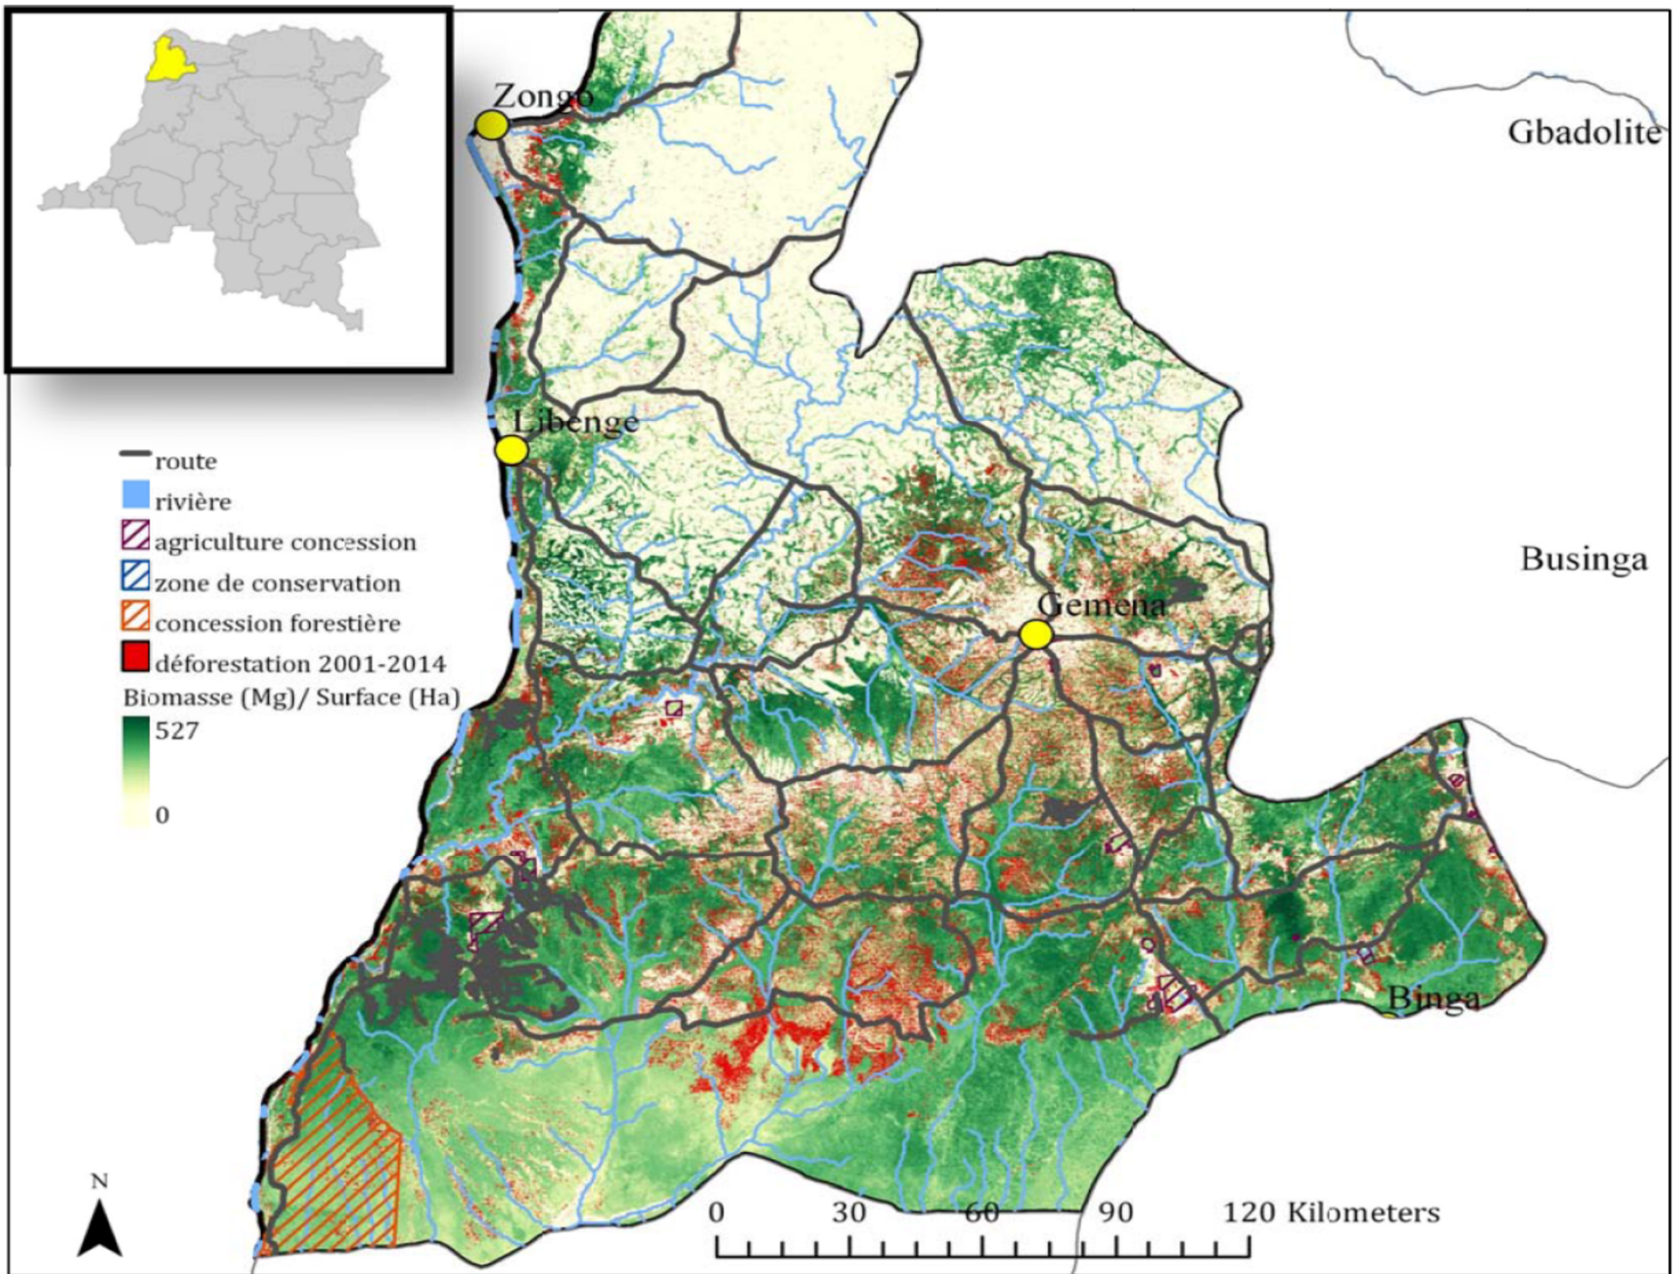 Zongo
Gbadolite
Libenge
route
rivière
agriculture concession
zone de conservation
concession forestière
déforestation 2001-2014
Biomasse (Mg)/ Surface (Ha)
527
0
Businga
Gemena
Binga
N
0 30 60 90 120 Kilometers